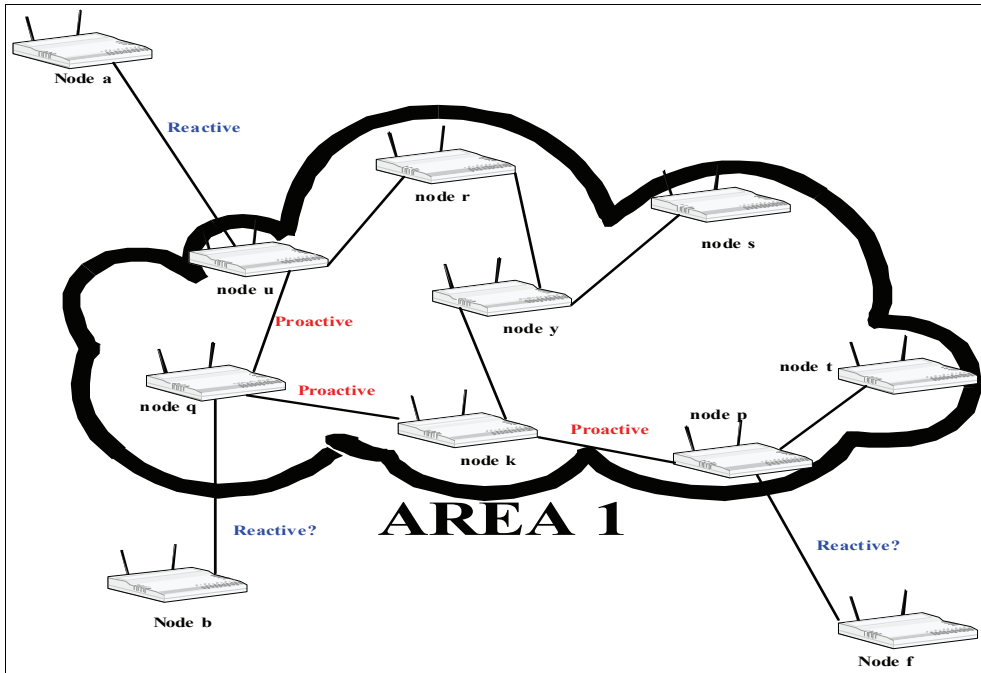 Node a
Reactive
node r
node s
node u
node y
Proactive
node t
Proactive
node q
node p
Proactive
node k
AREA 1
Reactive?
Reactive?
Node b
Node f